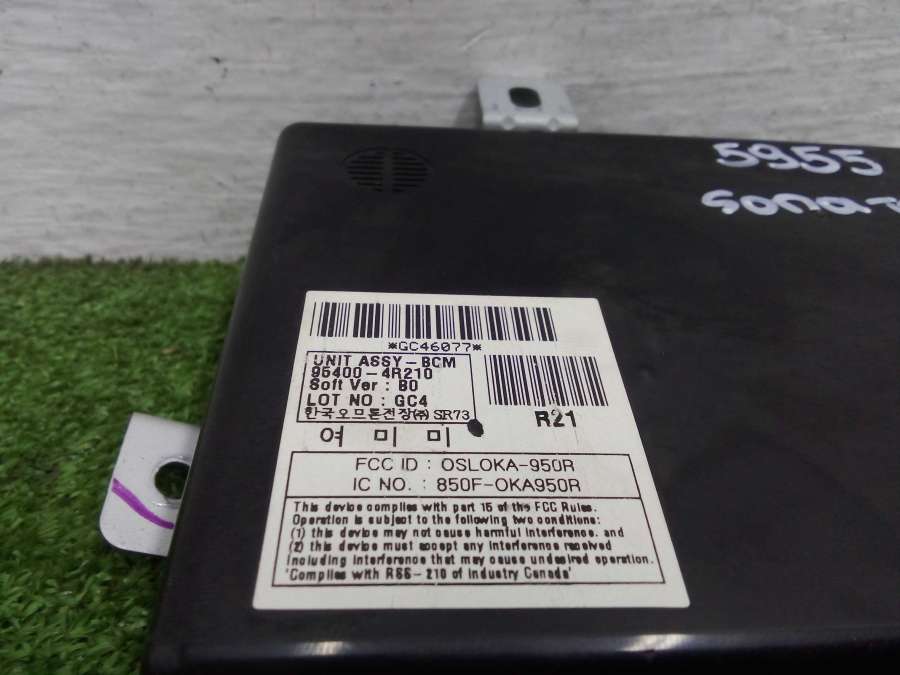 5955
sonat
*GC46077*
UNIT ASSY-BCM
95400-4R210
Soft Ver : B0
LOT NO : GC4
한국오므론전장(주) SR73
R21
여 미 미
FCC ID : OSLOKA-950R
IC NO. : 850F-OKA950R
This device complies with part 15 of the FCC Rules.
Operation is subject to the following two conditions:
(1) this device may not cause harmful interference. and
(2) this device must accept any interference received
including interference that may cause undesired operation.
'Complies with RSS-210 of Industry Canada'